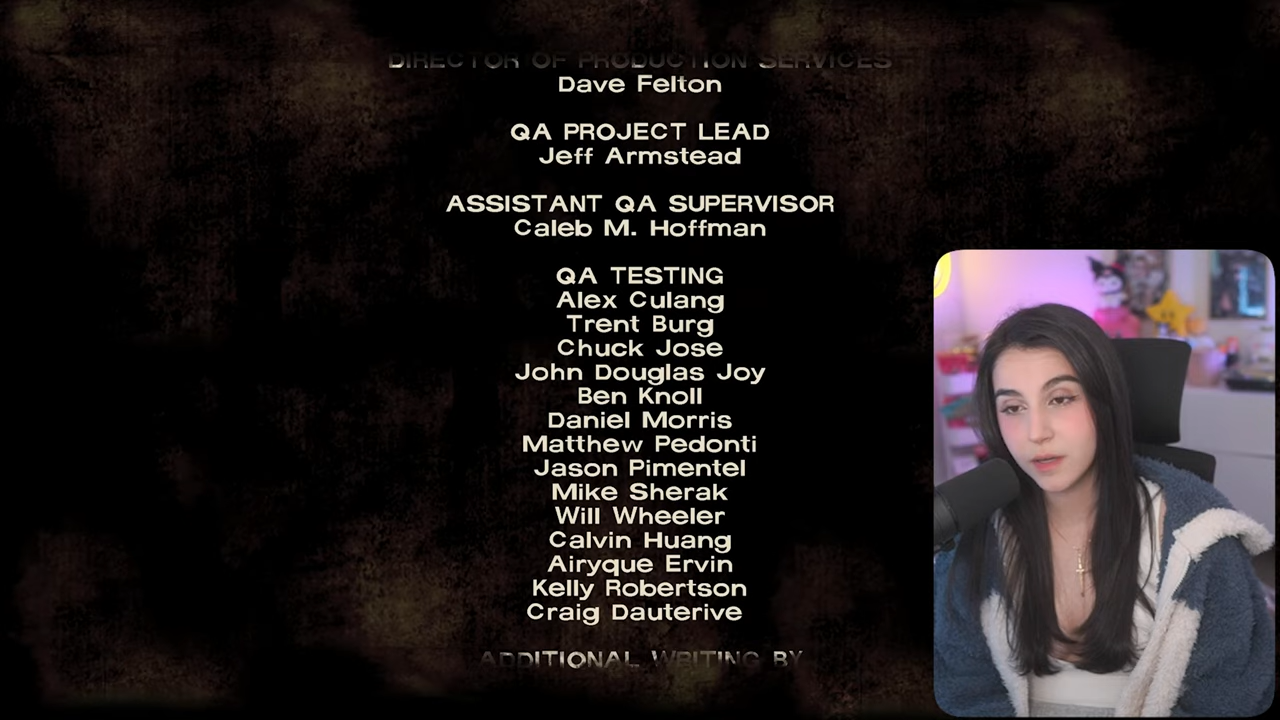 DIRECTOR OF PRODUCTION SERVICES
Dave Felton
QA PROJECT LEAD
Jeff Armstead
ASSISTANT QA SUPERVISOR
Caleb M. Hoffman
QA TESTING
Alex Culang
Trent Burg
Chuck Jose
John Douglas Joy
Ben Knoll
Daniel Morris
Matthew Pedonti
Jason Pimentel
Mike Sherak
Will Wheeler
Calvin Huang
Airyque Ervin
Kelly Robertson
Craig Dauterive
ADDITIONAL WRITING BY